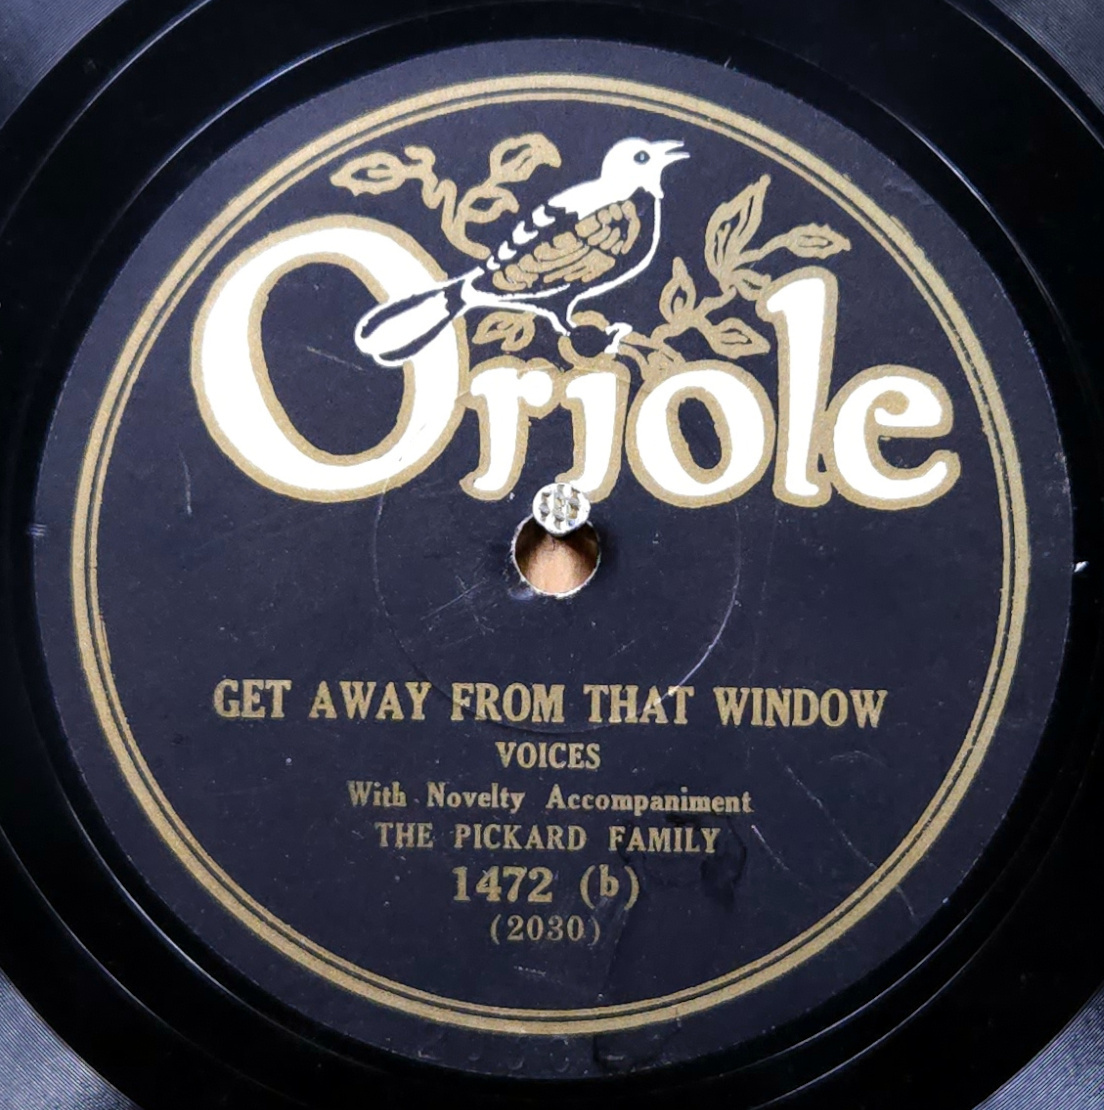 Oriole
GET AWAY FROM THAT WINDOW
VOICES
With Novelty Accompaniment
THE PICKARD FAMILY
1472 (b)
(2030)